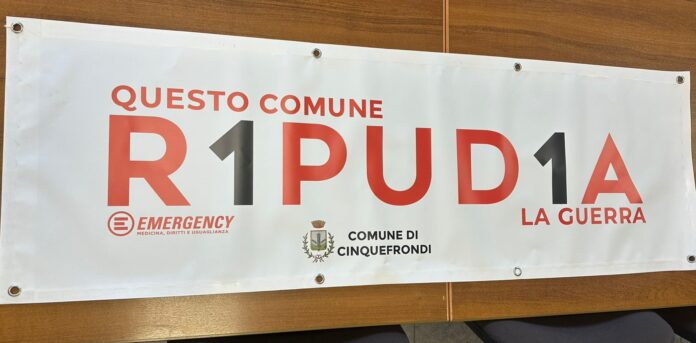 QUESTO COMUNE
R1PUD1A
LA GUERRA
EMERGENCY
MEDICINA, DIRITTI E UGUAGLIANZA
COMUNE DI
CINQUEFRONDI